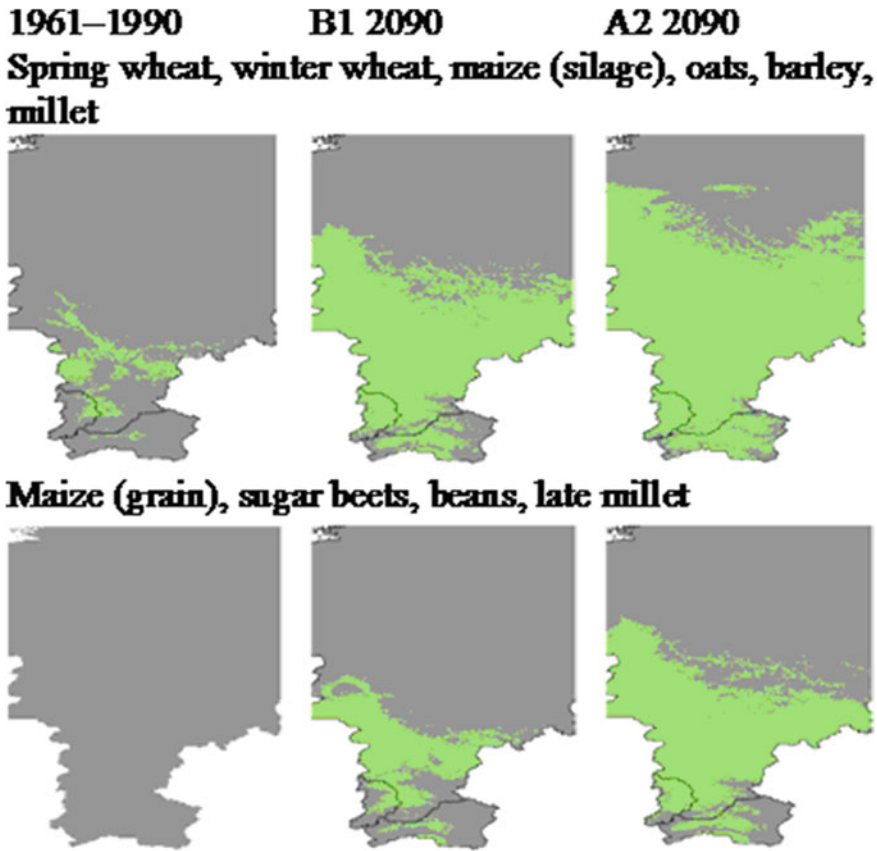 1961–1990 B1 2090 A2 2090
Spring wheat, winter wheat, maize (silage), oats, barley,
millet
Maize (grain), sugar beets, beans, late millet